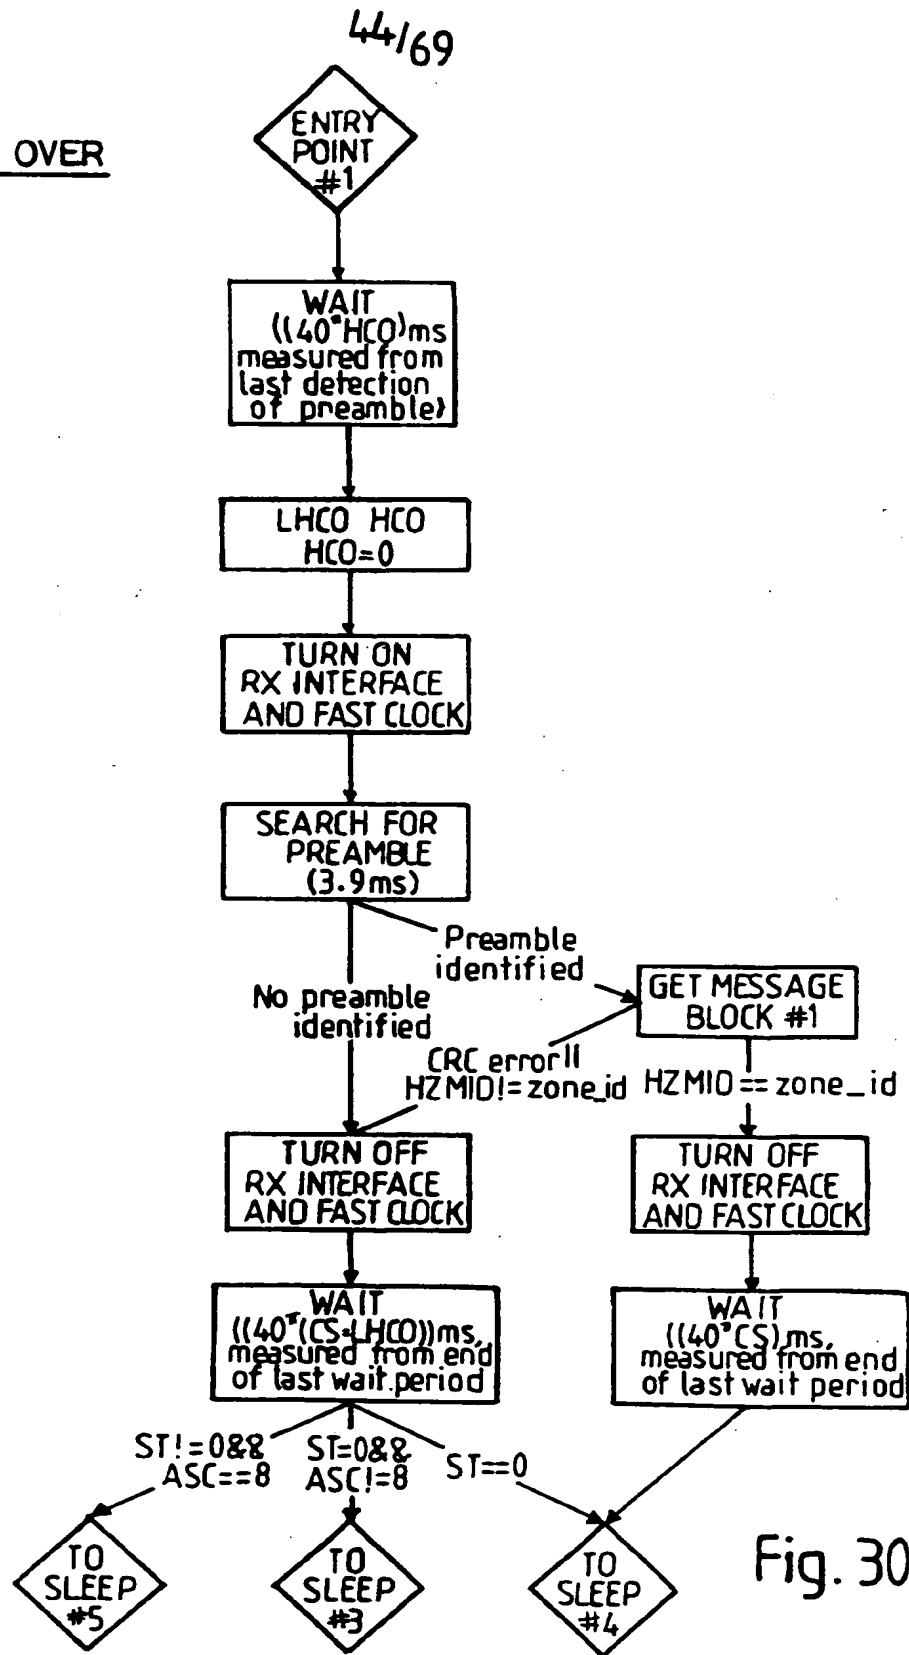 44/69
OVER
ENTRY
POINT
#1
WAIT
((40*HCO)ms
measured from
last detection
of preamble}
LHCO HCO
HCO=0
TURN ON
RX INTERFACE
AND FAST CLOCK
SEARCH FOR
PREAMBLE
(3.9ms)
Preamble
identified
No preamble
identified
GET MESSAGE
BLOCK #1
CRC error||
HZMID!=zone_id
HZMID==zone_id
TURN OFF
RX INTERFACE
AND FAST CLOCK
TURN OFF
RX INTERFACE
AND FAST CLOCK
WAIT
((40*(CS=LHCO))ms,
measured from end
of last wait period
WAIT
((40*CS)ms,
measured from end
of last wait period
ST!=0&&
ASC==8
ST=0&&
ASC!=8
ST==0
TO
SLEEP
#5
TO
SLEEP
#3
TO
SLEEP
#4
Fig. 30